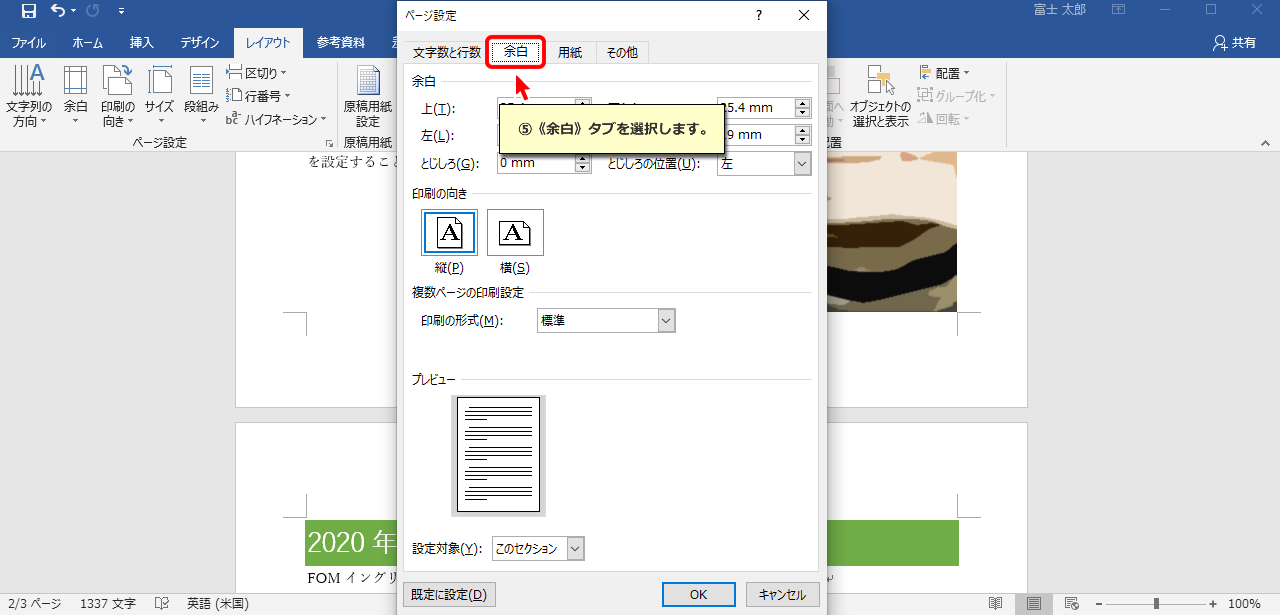 ページ設定
富士 太郎
ファイル ホーム 挿入 デザイン レイアウト 参考資料
共有
文字列の方向
余白
印刷の向き
サイズ
段組み
区切り
行番号
ハイフネーション
ページ設定
原稿用紙設定
原稿用紙
オブジェクトの選択と表示
配置
グループ化
回転
文字数と行数 余白 用紙 その他
余白
上(T):
25.4 mm
左(L):
⑤《余白》タブを選択します。
とじしろ(G): 0 mm とじしろの位置(U): 左
印刷の向き
縦(P) 横(S)
複数ページの印刷設定
印刷の形式(M): 標準
プレビュー
設定対象(Y): このセクション
既定に設定(D) OK キャンセル
を設定すること
2020 年
FOM イングリ
2/3 ページ 1337 文字 英語 (米国) 100%